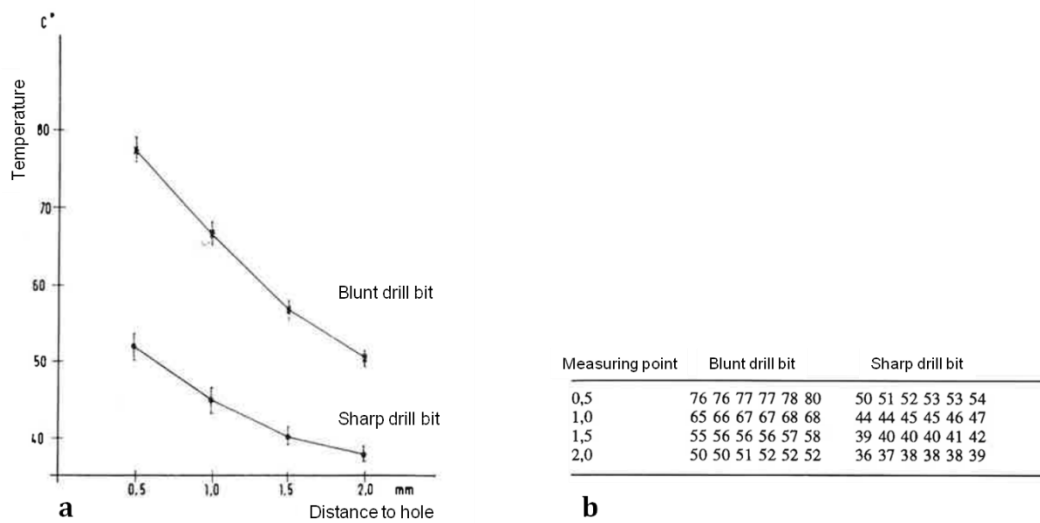 C°
Temperature
80
70
60
50
40
Blunt drill bit
Sharp drill bit
0,5 1,0 1,5 2,0 mm
Distance to hole
a
Measuring point Blunt drill bit Sharp drill bit
0,5 76 76 77 77 78 80 50 51 52 53 53 54
1,0 65 66 67 67 68 68 44 44 45 45 46 47
1,5 55 56 56 56 57 58 39 40 40 40 41 42
2,0 50 50 51 52 52 52 36 37 38 38 38 39
b